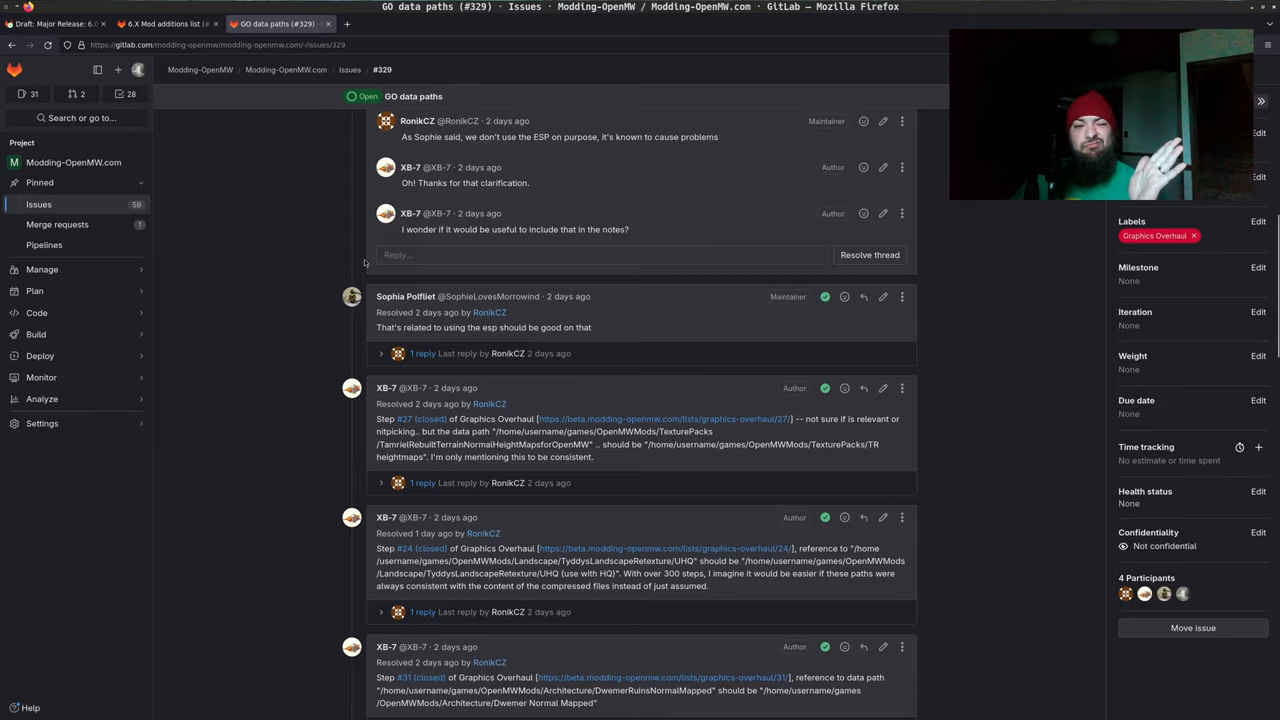 GO data paths (#329) · Issues · Modding-OpenMW / Modding-OpenMW.com · GitLab — Mozilla Firefox
Draft: Major Release: 6.0
6.X Mod additions list (#
GO data paths (#329) · Is
https://gitlab.com/modding-openmw/modding-openmw.com/-/issues/329
Modding-OpenMW
Modding-OpenMW.com
Issues
#329
31
2
28
Search or go to...
Project
M
Modding-OpenMW.com
Pinned
Issues
59
Merge requests
1
Pipelines
Manage
Plan
Code
Build
Deploy
Monitor
Analyze
Settings
Help
Open
GO data paths
RonikCZ @RonikCZ · 2 days ago
Maintainer
As Sophie said, we don't use the ESP on purpose, it's known to cause problems
XB-7 @XB-7 · 2 days ago
Author
Oh! Thanks for that clarification.
XB-7 @XB-7 · 2 days ago
Author
I wonder if it would be useful to include that in the notes?
Reply...
Resolve thread
Sophia Polfliet @SophieLovesMorrowind · 2 days ago
Maintainer
Resolved 2 days ago by RonikCZ
That's related to using the esp should be good on that
1 reply Last reply by RonikCZ 2 days ago
XB-7 @XB-7 · 2 days ago
Author
Resolved 2 days ago by RonikCZ
Step #27 (closed) of Graphics Overhaul [https://beta.modding-openmw.com/lists/graphics-overhaul/27/] -- not sure if is relevant or
nitpicking.. but the data path "/home/username/games/OpenMWMods/TexturePacks
/TamrielRebuiltTerrainNormalHeightMapsforOpenMW" .. should be "/home/username/games/OpenMWMods/TexturePacks/TR
heightmaps". I'm only mentioning this to be consistent.
1 reply Last reply by RonikCZ 2 days ago
XB-7 @XB-7 · 2 days ago
Author
Resolved 1 day ago by RonikCZ
Step #24 (closed) of Graphics Overhaul [https://beta.modding-openmw.com/lists/graphics-overhaul/24/], reference to "/home
/username/games/OpenMWMods/Landscape/TyddysLandscapeRetexture/UHQ" should be "/home/username/games/OpenMWMods
/Landscape/TyddysLandscapeRetexture/UHQ (use with HQ)". With over 300 steps, I imagine it would be easier if these paths were
always consistent with the content of the compressed files instead of just assumed.
1 reply Last reply by RonikCZ 2 days ago
XB-7 @XB-7 · 2 days ago
Author
Resolved 2 days ago by RonikCZ
Step #31 (closed) of Graphics Overhaul [https://beta.modding-openmw.com/lists/graphics-overhaul/31/], reference to data path
"/home/username/games/OpenMWMods/Architecture/DwemerRuinsNormalMapped" should be "/home/username/games
/OpenMWMods/Architecture/Dwemer Normal Mapped"
Edit
Edit
Labels
Edit
Graphics Overhaul
Milestone
Edit
None
Iteration
Edit
None
Weight
Edit
None
Due date
Edit
None
Time tracking
No estimate or time spent
Health status
Edit
None
Confidentiality
Edit
Not confidential
4 Participants
Move issue